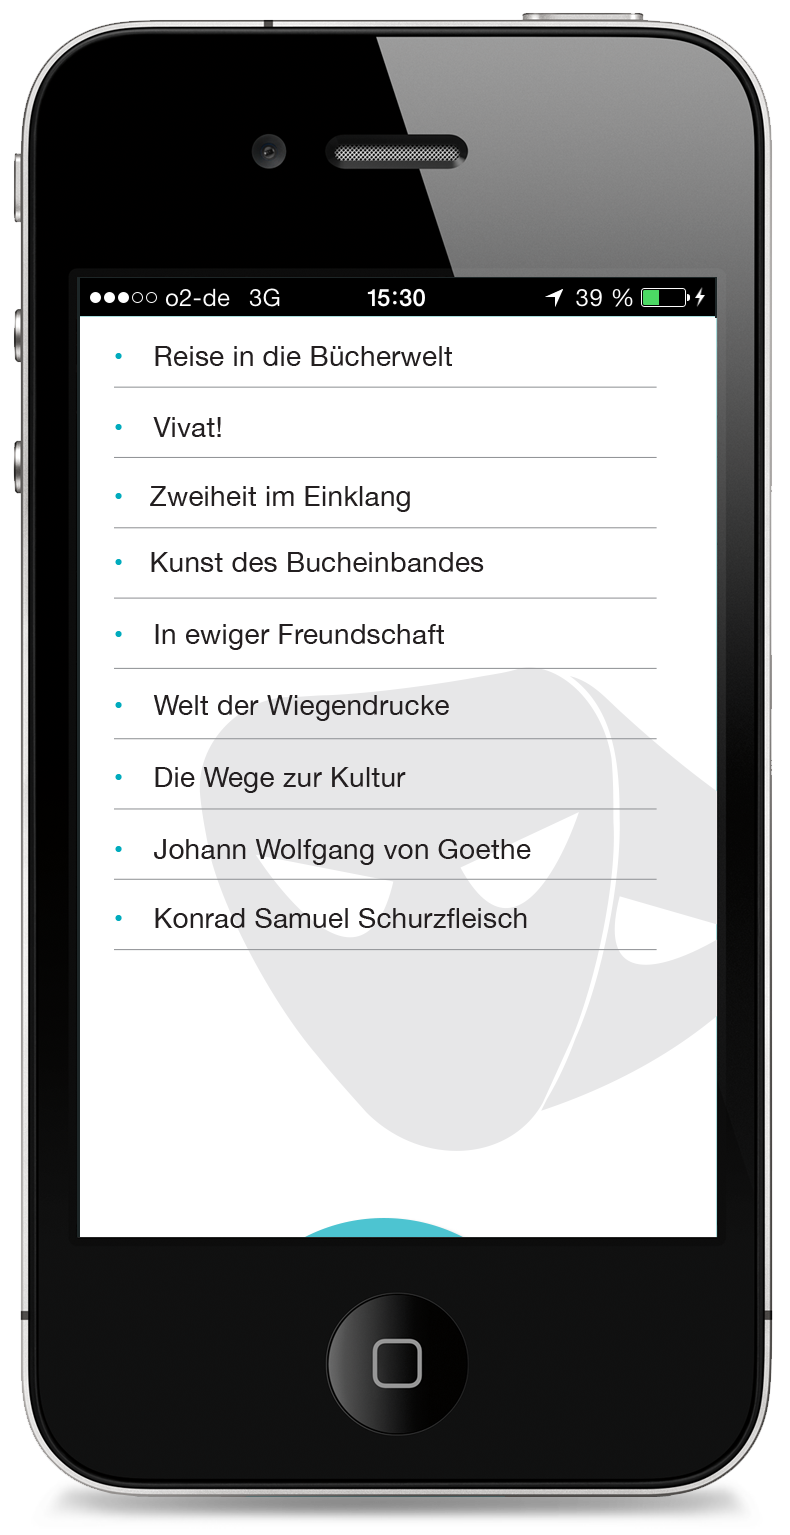 o2-de 3G 15:30 39 %
• Reise in die Bücherwelt
• Vivat!
• Zweiheit im Einklang
• Kunst des Bucheinbandes
• In ewiger Freundschaft
• Welt der Wiegendrucke
• Die Wege zur Kultur
• Johann Wolfgang von Goethe
• Konrad Samuel Schurzfleisch